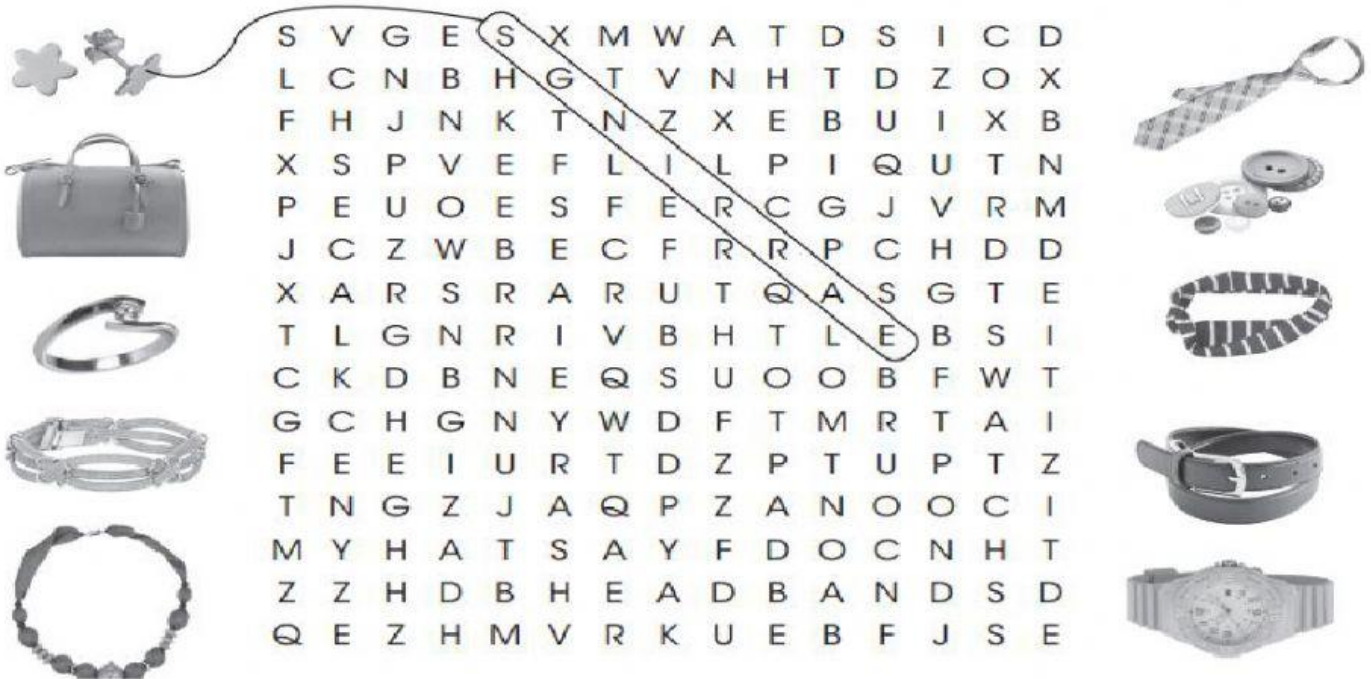 S V G E S X M W A T D S I C D
L C N B H G T V N H T D Z O X
F H J N K T N Z X E B U I X B
X S P V E F L I L P I Q U T N
P E U O E S F E R C G J V R M
J C Z W B E C F R R P C H D D
X A R S R A R U T Q A S G T E
T L G N R I V B H T L E B S I
C K D B N E Q S U O O B F W T
G C H G N Y W D F T M R T A I
F E E I U R T D Z P T U P T Z
T N G Z J A Q P Z A N O O C I
M Y H A T S A Y F D O C N H T
Z Z H D B H E A D B A N D S D
Q E Z H M V R K U E B F J S E